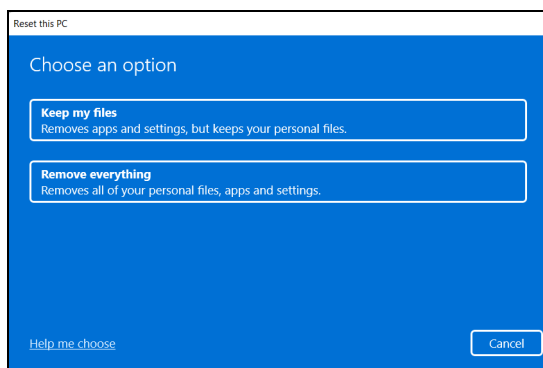 Reset this PC
Choose an option
Keep my files
Removes apps and settings, but keeps your personal files.
Remove everything
Removes all of your personal files, apps and settings.
Help me choose
Cancel